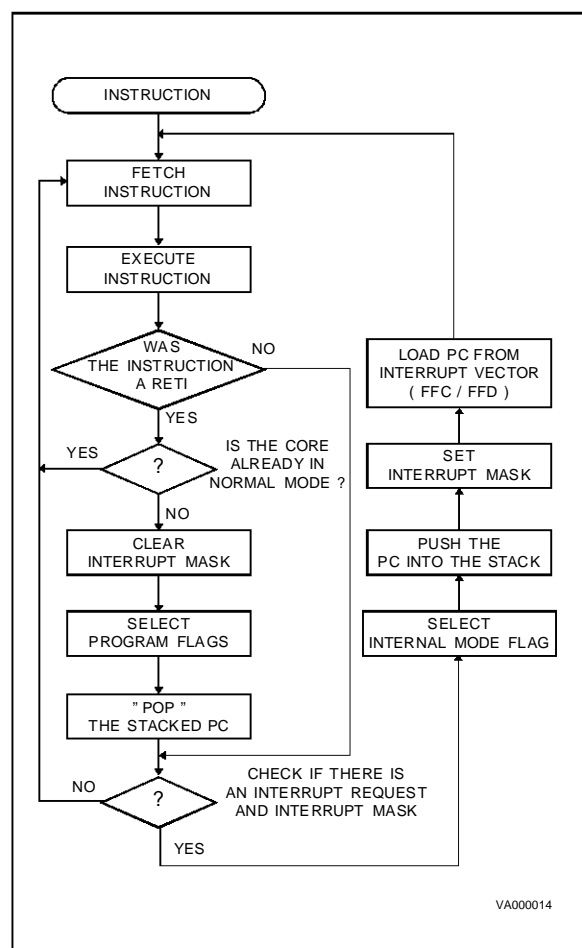 INSTRUCTION
FETCH
INSTRUCTION
EXECUTE
INSTRUCTION
WAS
THE INSTRUCTION
A RETI
NO
YES
?
IS THE CORE
ALREADY IN
NORMAL MODE ?
YES
NO
CLEAR
INTERRUPT MASK
SELECT
PROGRAM FLAGS
" POP "
THE STACKED PC
?
CHECK IF THERE IS
AN INTERRUPT REQUEST
AND INTERRUPT MASK
NO
YES
LOAD PC FROM
INTERRUPT VECTOR
( FFC / FFD )
SET
INTERRUPT MASK
PUSH THE
PC INTO THE STACK
SELECT
INTERNAL MODE FLAG
VA000014